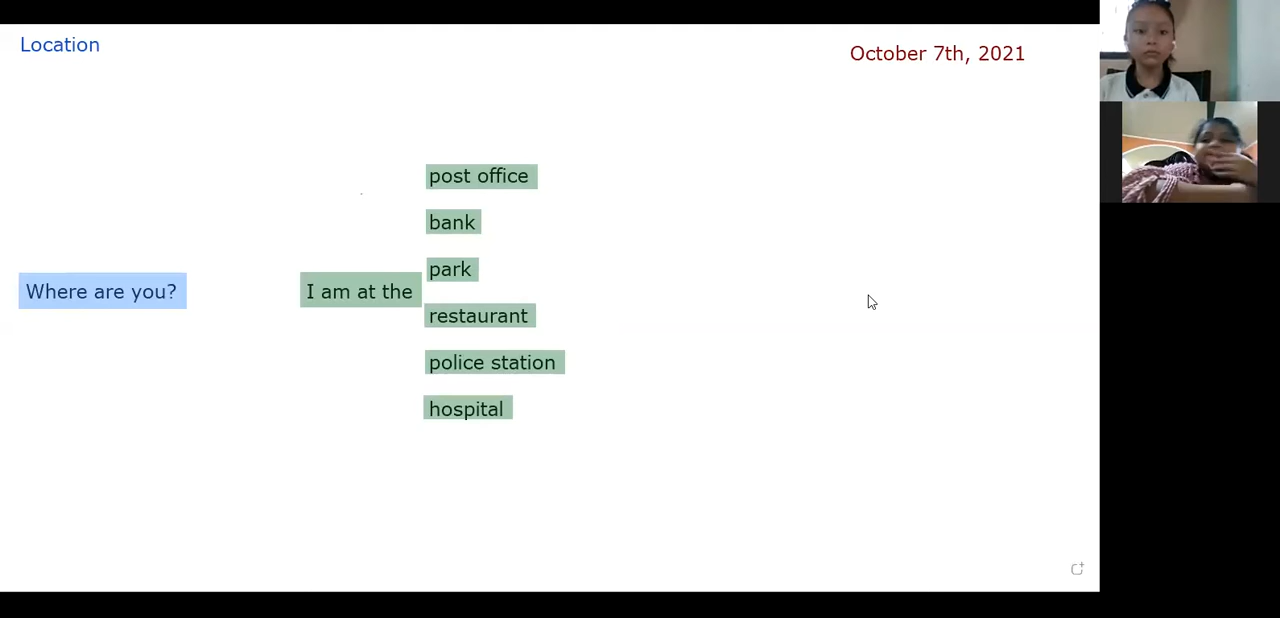 Location
October 7th, 2021
post office
bank
park
Where are you?
I am at the
restaurant
police station
hospital